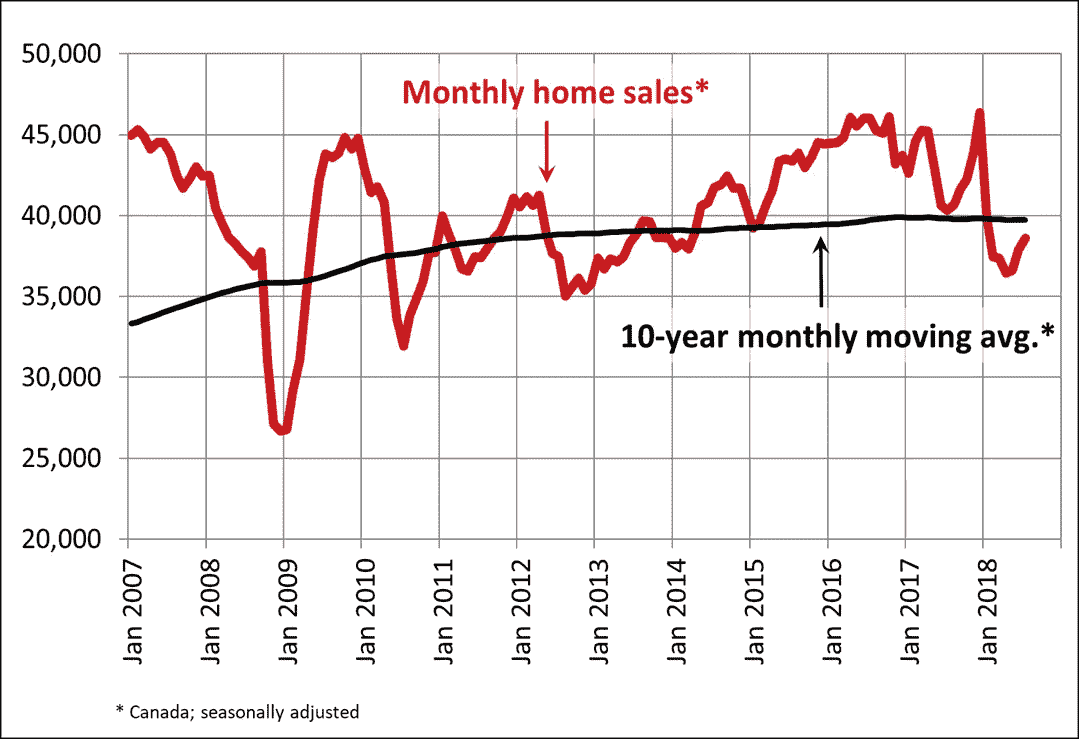 50,000
45,000
40,000
35,000
30,000
25,000
20,000
Monthly home sales*
10-year monthly moving avg.*
Jan 2007
Jan 2008
Jan 2009
Jan 2010
Jan 2011
Jan 2012
Jan 2013
Jan 2014
Jan 2015
Jan 2016
Jan 2017
Jan 2018
* Canada; seasonally adjusted